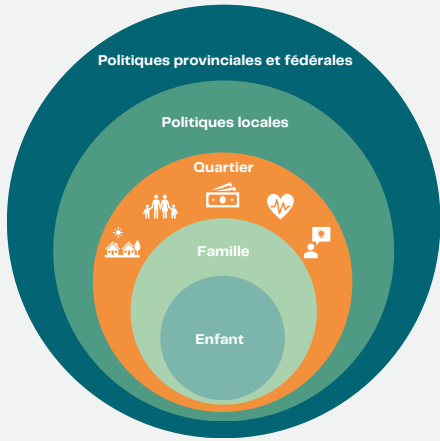 Politiques provinciales et fédérales
Politiques locales
Quartier
Famille
Enfant